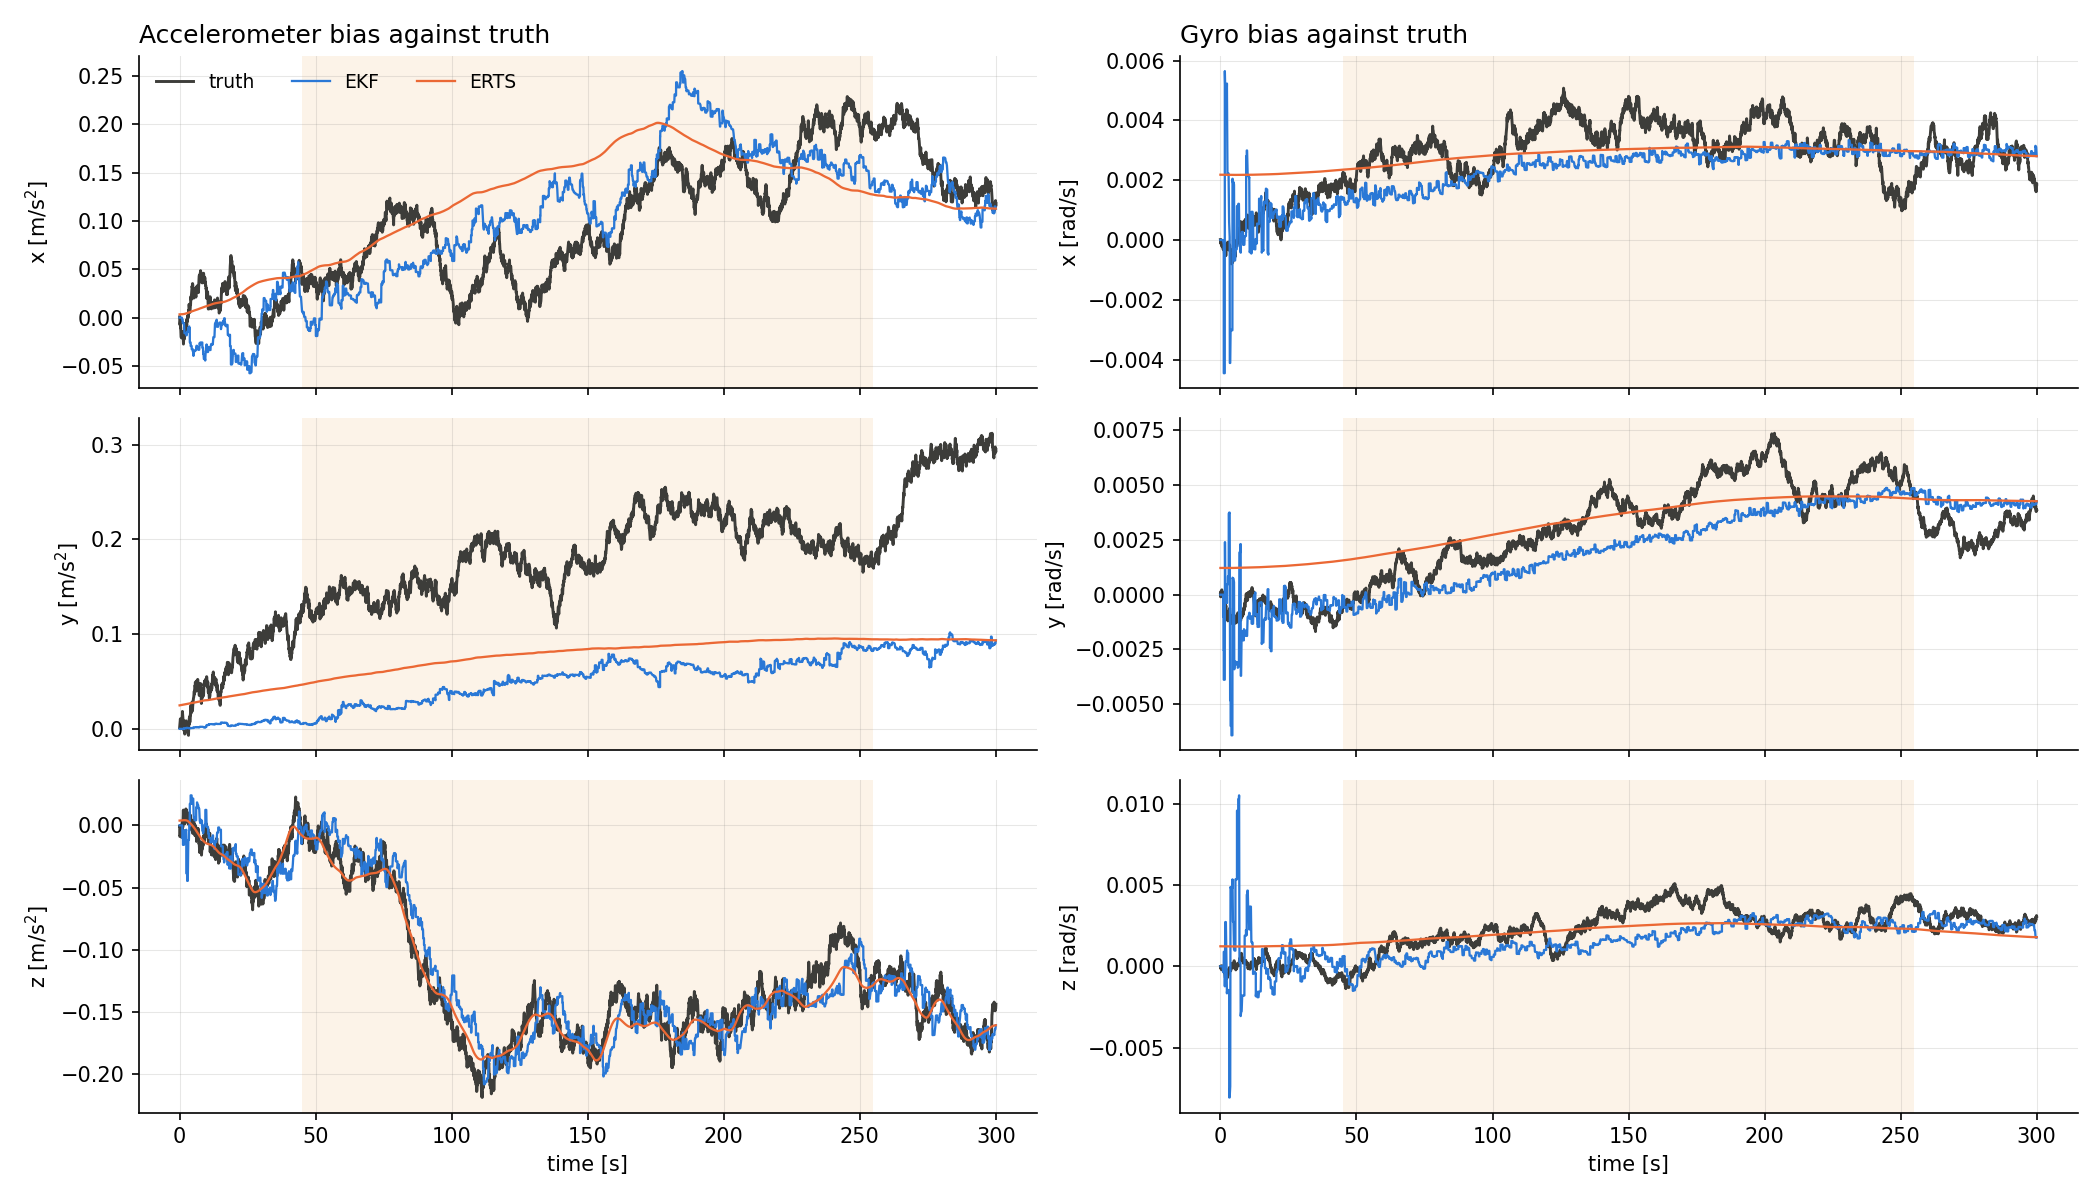 Accelerometer bias against truth
truth EKF ERTS
0.25
0.20
0.15
0.10
0.05
0.00
−0.05
x [m/s²]
Gyro bias against truth
0.006
0.004
0.002
0.000
−0.002
−0.004
x [rad/s]
0.3
0.2
0.1
0.0
y [m/s²]
0.0075
0.0050
0.0025
0.0000
−0.0025
−0.0050
y [rad/s]
0.00
−0.05
−0.10
−0.15
−0.20
z [m/s²]
0 50 100 150 200 250 300
time [s]
0.010
0.005
0.000
−0.005
z [rad/s]
0 50 100 150 200 250 300
time [s]